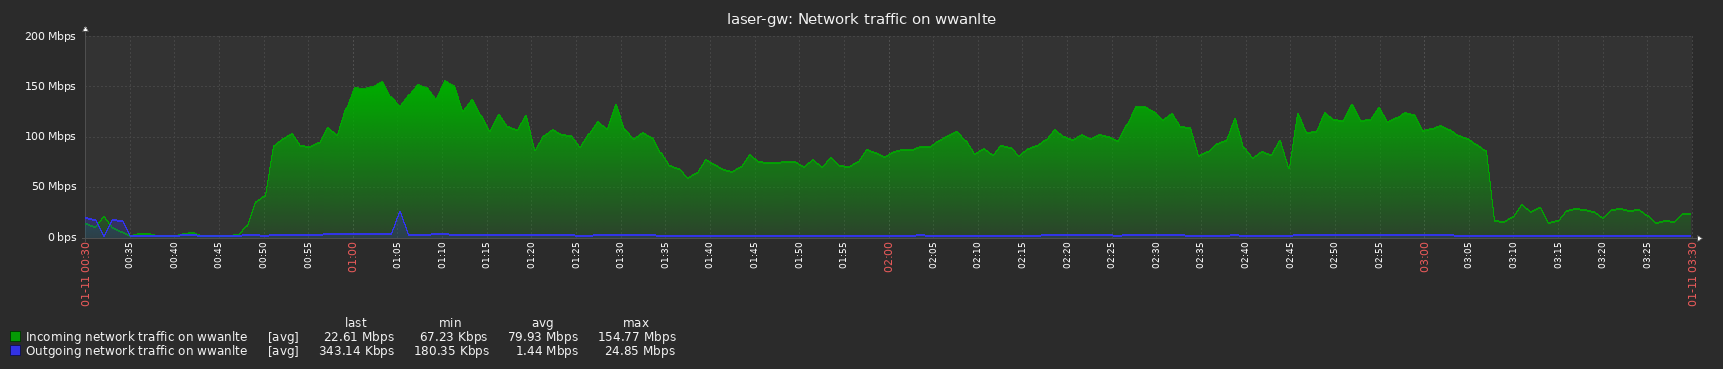 laser-gw: Network traffic on wwanlte
200 Mbps
150 Mbps
100 Mbps
50 Mbps
0 bps
01-11 00:30 00:35 00:40 00:45 00:50 00:55 01:00 01:05 01:10 01:15 01:20 01:25 01:30 01:35 01:40 01:45 01:50 01:55 02:00 02:05 02:10 02:15 02:20 02:25 02:30 02:35 02:40 02:45 02:50 02:55 03:00 03:05 03:10 03:15 03:20 03:25 01-11 03:30
last min avg max
Incoming network traffic on wwanlte [avg] 22.61 Mbps 67.23 Kbps 79.93 Mbps 154.77 Mbps
Outgoing network traffic on wwanlte [avg] 343.14 Kbps 180.35 Kbps 1.44 Mbps 24.85 Mbps